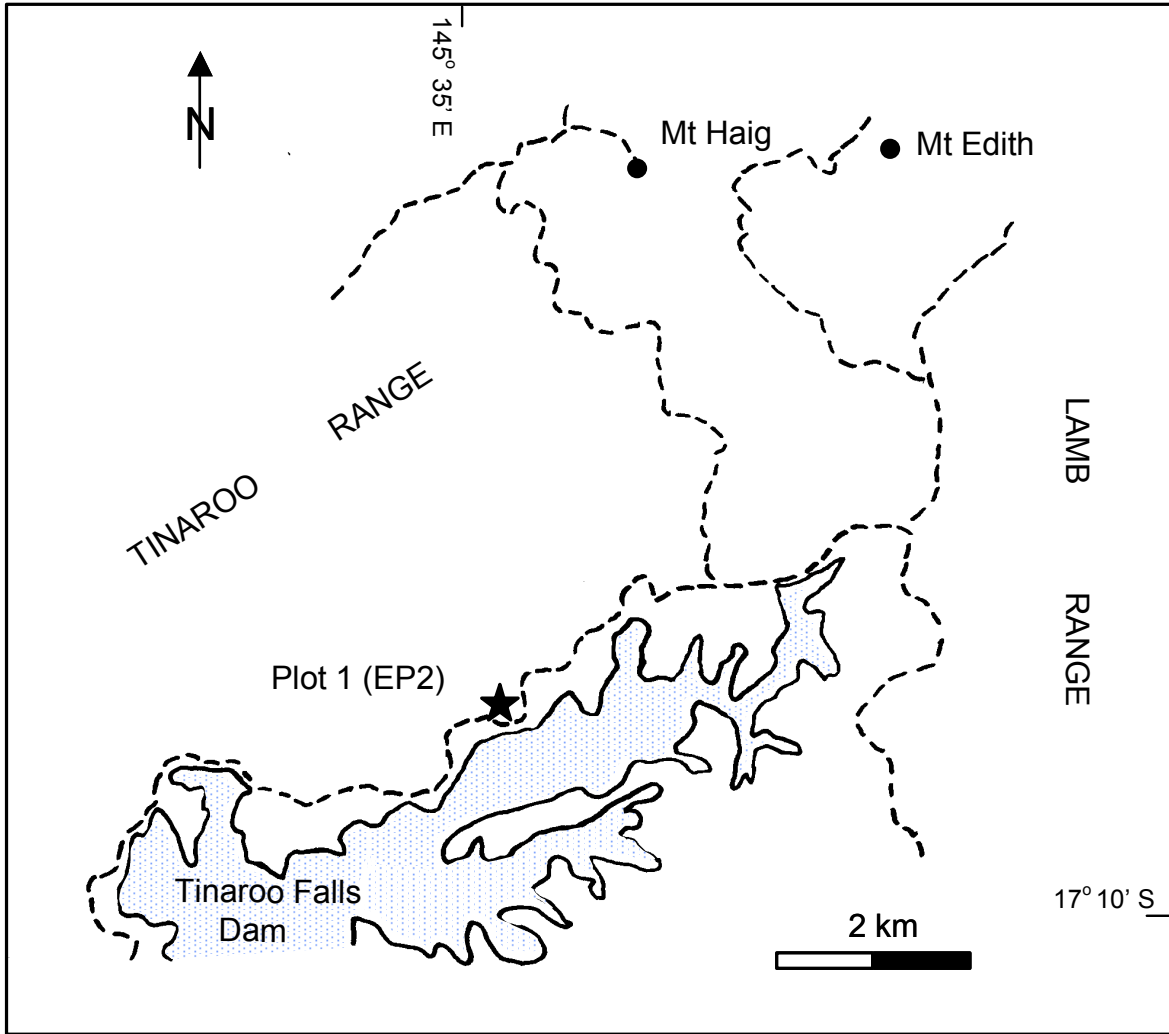 145° 35' E
N
Mt Haig
Mt Edith
TINAROO RANGE
LAMB RANGE
Plot 1 (EP2)
Tinaroo Falls
Dam
17° 10' S
2 km